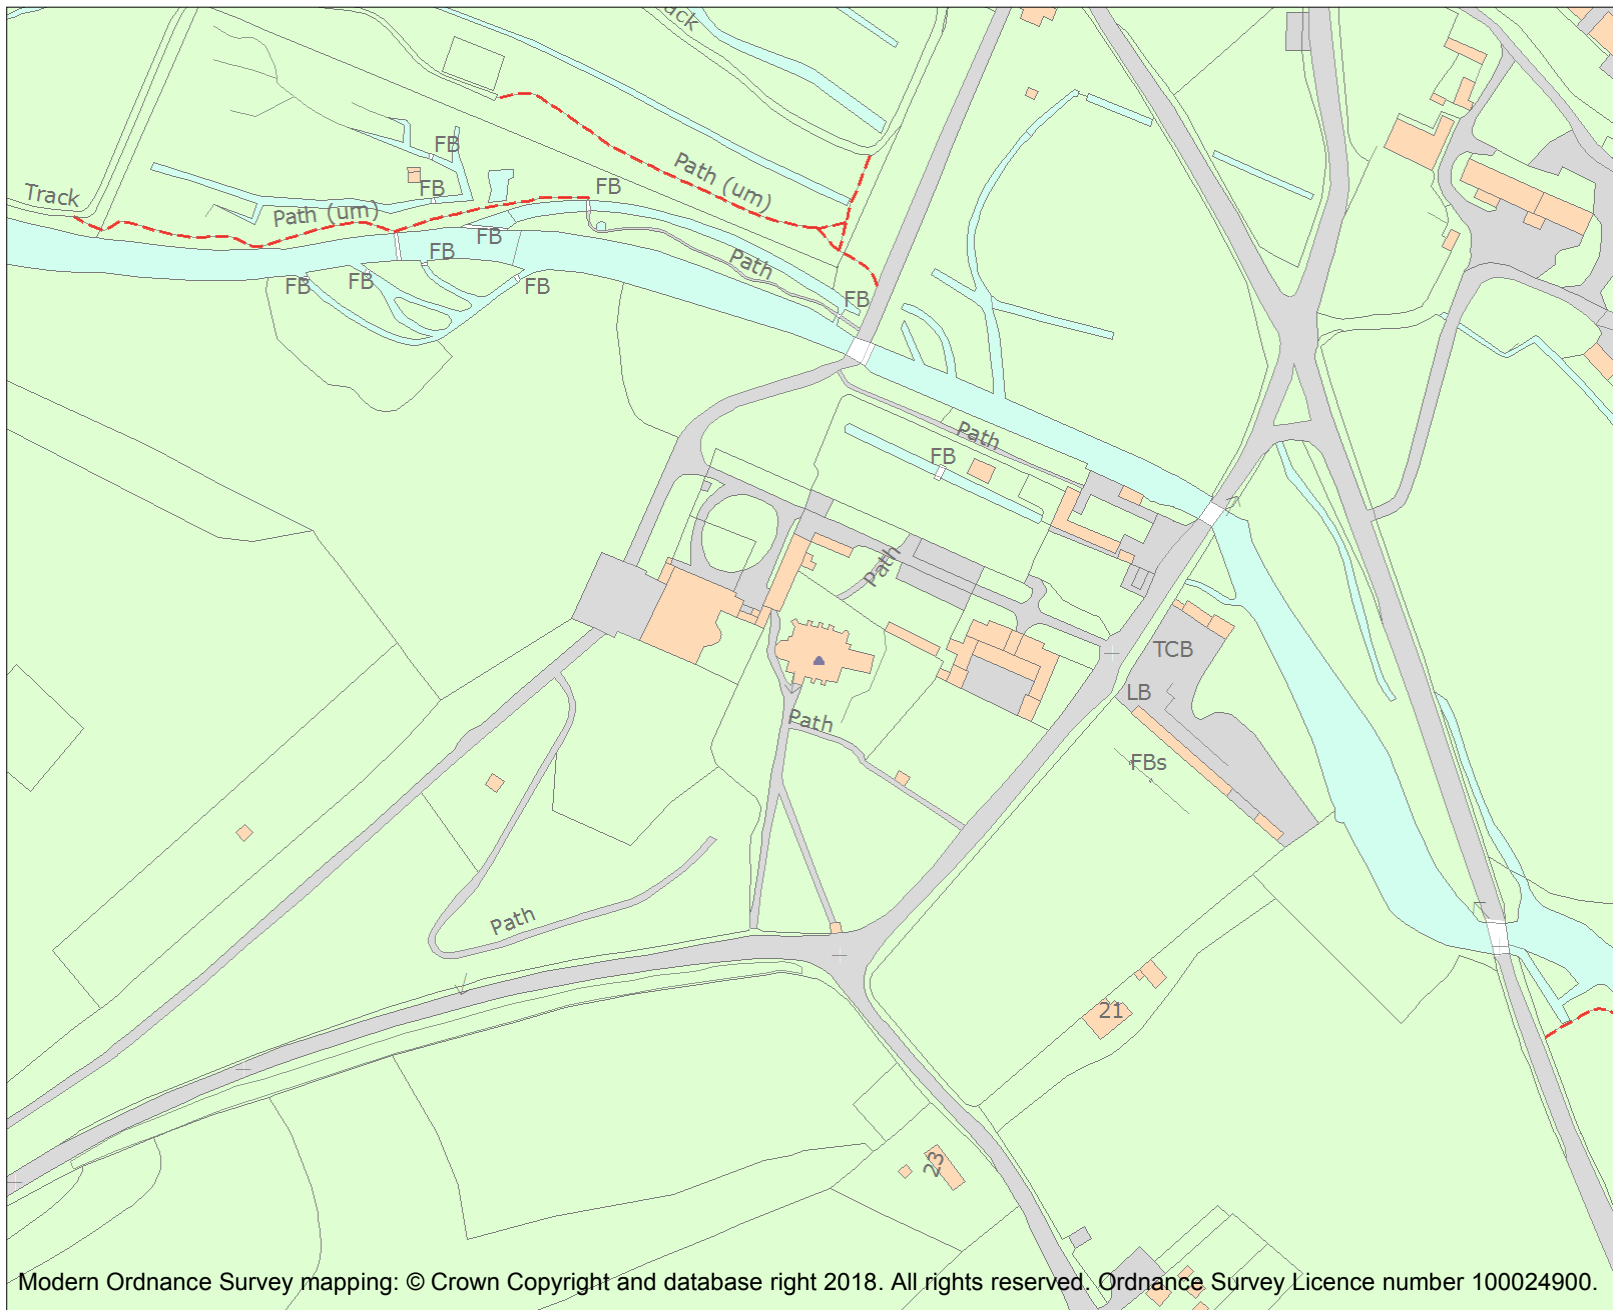 ack
FB
Path (um)
FB
FB
Track
Path (um)
FB
FB
Path
FB
FB
FB
FB
Path
FB
Path
TCB
LB
Path
FBs
Path
21
23
Modern Ordnance Survey mapping: © Crown Copyright and database right 2018. All rights reserved. Ordnance Survey Licence number 100024900.